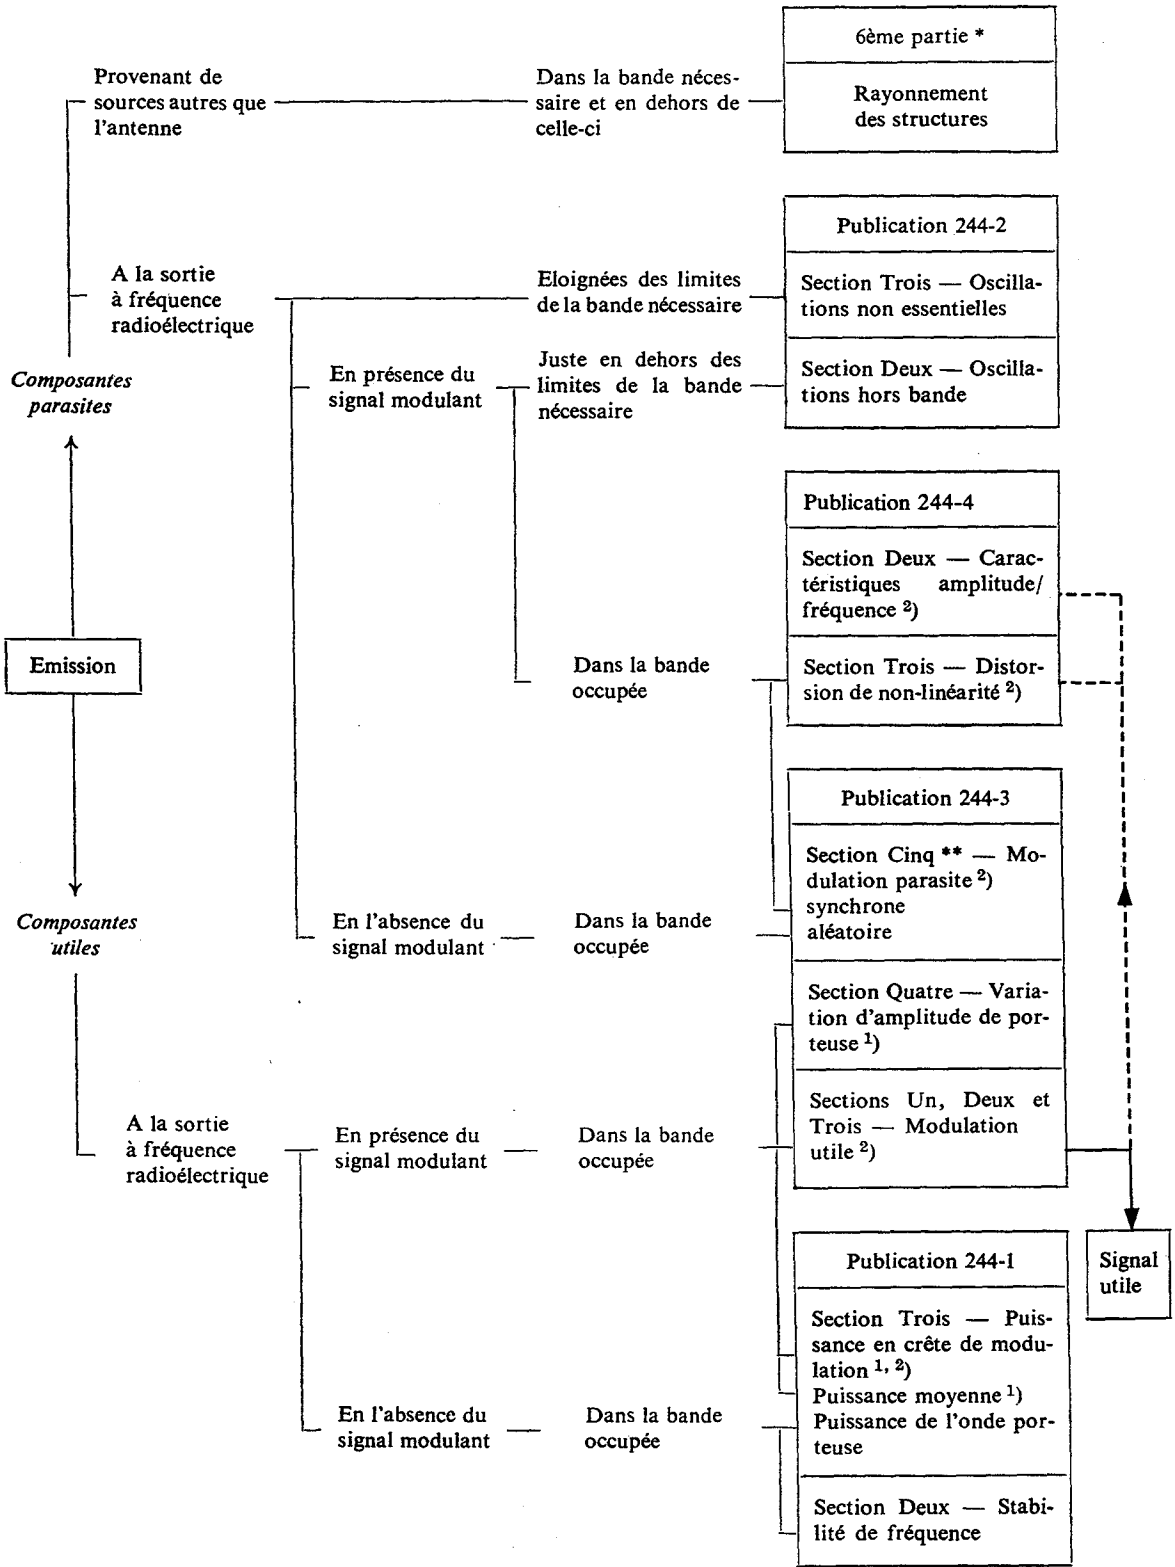 6ème partie *
Provenant de
sources autres que
l'antenne
Dans la bande néces-
saire et en dehors de
celle-ci
Rayonnement
des structures
Publication 244-2
A la sortie
à fréquence
radioélectrique
Eloignées des limites
de la bande nécessaire
Section Trois — Oscilla-
tions non essentielles
Composantes
parasites
En présence du
signal modulant
Juste en dehors des
limites de la bande
nécessaire
Section Deux — Oscilla-
tions hors bande
Publication 244-4
Section Deux — Carac-
téristiques amplitude/
fréquence 2)
Emission
Dans la bande
occupée
Section Trois — Distor-
sion de non-linéarité 2)
Publication 244-3
Section Cinq ** — Mo-
dulation parasite 2)
synchrone
aléatoire
Composantes
utiles
En l'absence du
signal modulant
Dans la bande
occupée
Section Quatre — Varia-
tion d'amplitude de por-
teuse 1)
A la sortie
à fréquence
radioélectrique
En présence du
signal modulant
Dans la bande
occupée
Sections Un, Deux et
Trois — Modulation
utile 2)
Publication 244-1
Signal
utile
Section Trois — Puis-
sance en crête de modu-
lation 1, 2)
Puissance moyenne 1)
Puissance de l'onde por-
teuse
En l'absence du
signal modulant
Dans la bande
occupée
Section Deux — Stabi-
lité de fréquence